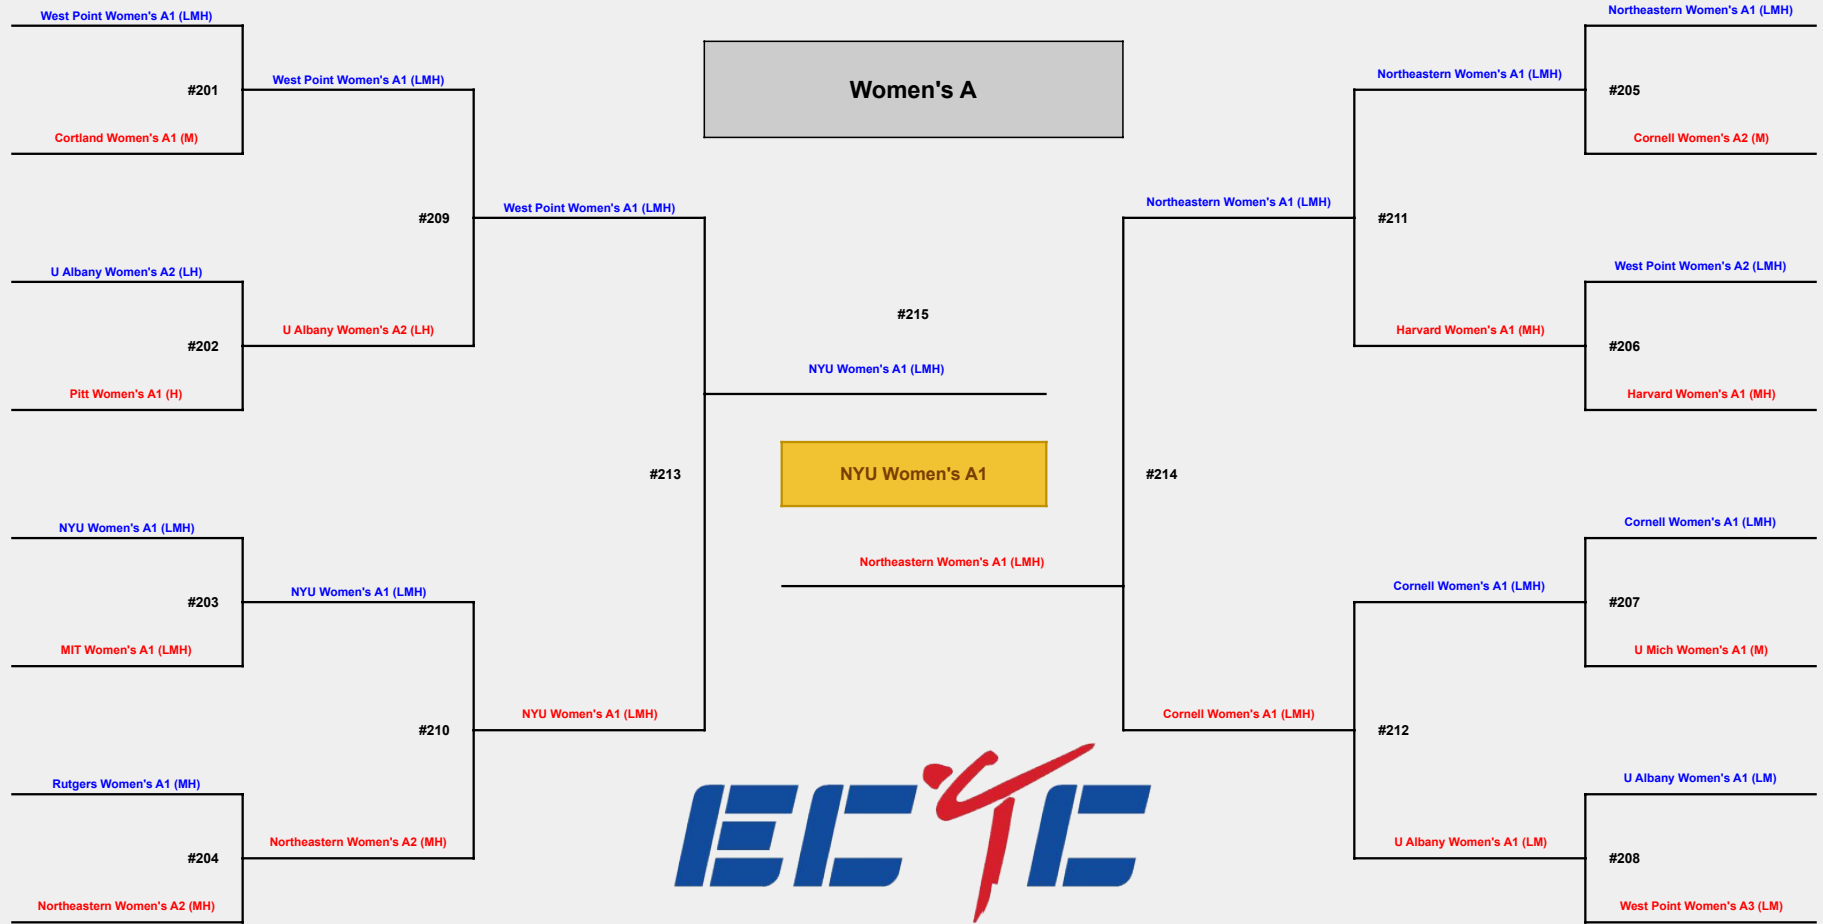 West Point Women's A1 (LMH)
Northeastern Women's A1 (LMH)
Women's A
West Point Women's A1 (LMH)
Northeastern Women's A1 (LMH)
#201
#205
Cortland Women's A1 (M)
Cornell Women's A2 (M)
West Point Women's A1 (LMH)
Northeastern Women's A1 (LMH)
#209
#211
U Albany Women's A2 (LH)
West Point Women's A2 (LMH)
#215
U Albany Women's A2 (LH)
Harvard Women's A1 (MH)
#202
#206
NYU Women's A1 (LMH)
Pitt Women's A1 (H)
Harvard Women's A1 (MH)
#213
NYU Women's A1
#214
NYU Women's A1 (LMH)
Cornell Women's A1 (LMH)
Northeastern Women's A1 (LMH)
NYU Women's A1 (LMH)
Cornell Women's A1 (LMH)
#203
#207
MIT Women's A1 (LMH)
U Mich Women's A1 (M)
NYU Women's A1 (LMH)
Cornell Women's A1 (LMH)
#210
#212
Rutgers Women's A1 (MH)
U Albany Women's A1 (LM)
ECTC
Northeastern Women's A2 (MH)
U Albany Women's A1 (LM)
#204
#208
Northeastern Women's A2 (MH)
West Point Women's A3 (LM)